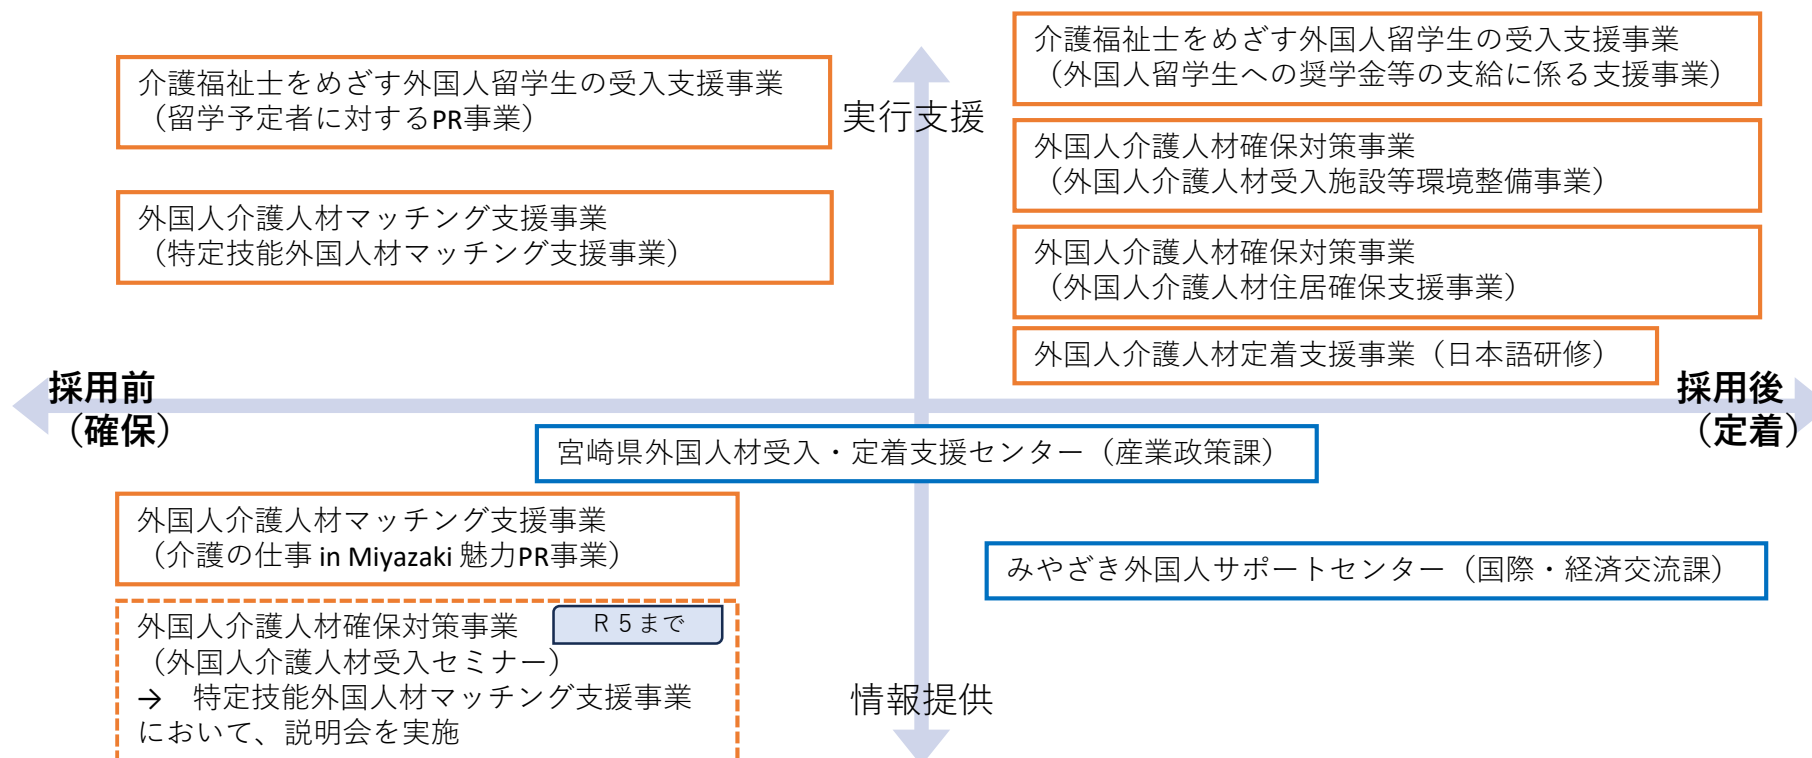 介護福祉士をめざす外国人留学生の受入支援事業
（留学予定者に対するPR事業）
外国人介護人材マッチング支援事業
（特定技能外国人材マッチング支援事業）
実行支援
介護福祉士をめざす外国人留学生の受入支援事業
（外国人留学生への奨学金等の支給に係る支援事業）
外国人介護人材確保対策事業
（外国人介護人材受入施設等環境整備事業）
外国人介護人材確保対策事業
（外国人介護人材住居確保支援事業）
外国人介護人材定着支援事業（日本語研修）
採用前
（確保）
採用後
（定着）
宮崎県外国人材受入・定着支援センター（産業政策課）
外国人介護人材マッチング支援事業
（介護の仕事 in Miyazaki 魅力PR事業）
みやざき外国人サポートセンター（国際・経済交流課）
外国人介護人材確保対策事業
R５まで
（外国人介護人材受入セミナー）
→　特定技能外国人材マッチング支援事業
において、説明会を実施
情報提供